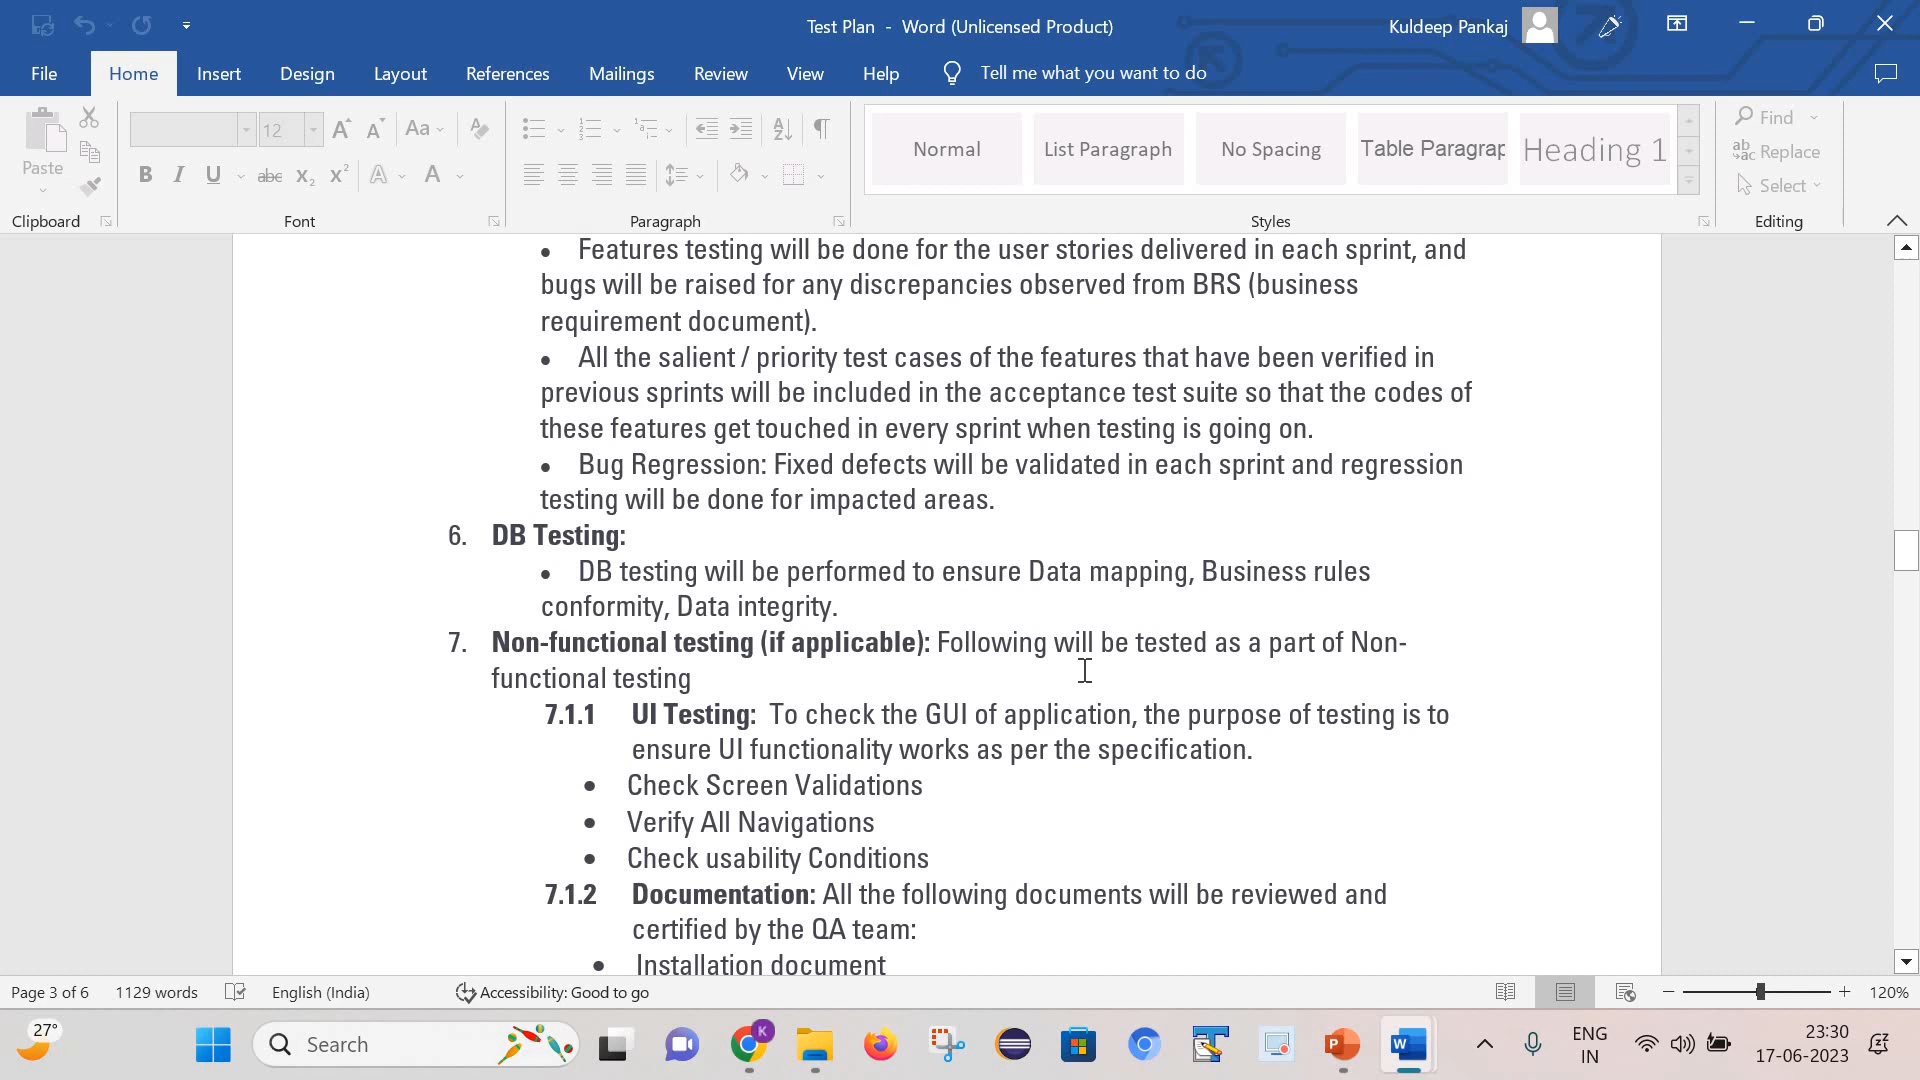 Test Plan - Word (Unlicensed Product)
Kuldeep Pankaj
File Home Insert Design Layout References Mailings Review View Help Tell me what you want to do
Paste
12
Aa
B I U abc x₂ x² A A
Normal
List Paragraph
No Spacing
Table Paragrap
Heading 1
Find
Replace
Select
Clipboard Font Paragraph Styles Editing
• Features testing will be done for the user stories delivered in each sprint, and
bugs will be raised for any discrepancies observed from BRS (business
requirement document).
• All the salient / priority test cases of the features that have been verified in
previous sprints will be included in the acceptance test suite so that the codes of
these features get touched in every sprint when testing is going on.
• Bug Regression: Fixed defects will be validated in each sprint and regression
testing will be done for impacted areas.
6. DB Testing:
• DB testing will be performed to ensure Data mapping, Business rules
conformity, Data integrity.
7. Non-functional testing (if applicable): Following will be tested as a part of Non-
functional testing
7.1.1 UI Testing: To check the GUI of application, the purpose of testing is to
ensure UI functionality works as per the specification.
• Check Screen Validations
• Verify All Navigations
• Check usability Conditions
7.1.2 Documentation: All the following documents will be reviewed and
certified by the QA team:
• Installation document
Page 3 of 6 1129 words English (India) Accessibility: Good to go 120%
27°
Search
K
P
W
ENG
IN
23:30
17-06-2023